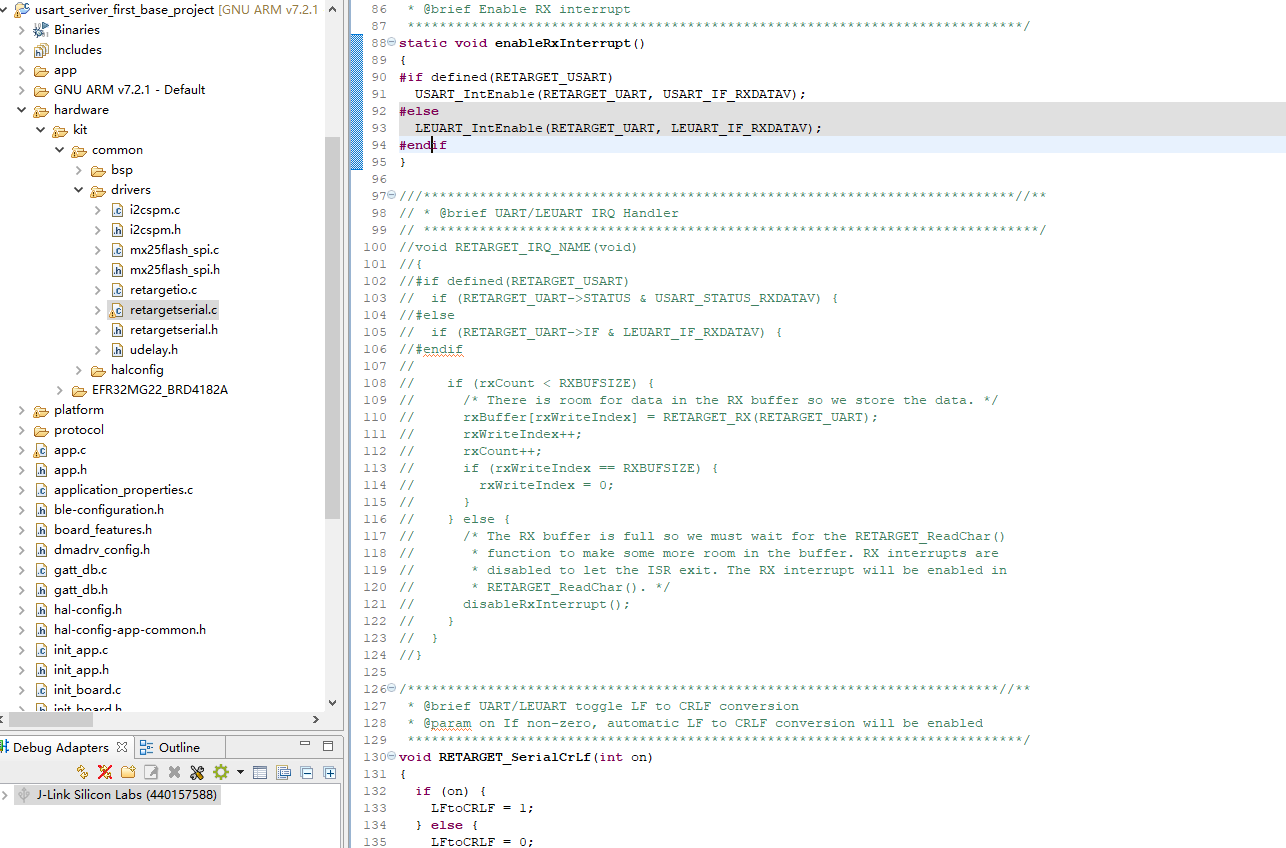 usart_seriver_first_base_project [GNU ARM v7.2.1
Binaries
Includes
app
GNU ARM v7.2.1 - Default
hardware
kit
common
bsp
drivers
i2cspm.c
i2cspm.h
mx25flash_spi.c
mx25flash_spi.h
retargetio.c
retargetserial.c
retargetserial.h
udelay.h
halconfig
EFR32MG22_BRD4182A
platform
protocol
app.c
app.h
application_properties.c
ble-configuration.h
board_features.h
dmadrv_config.h
gatt_db.c
gatt_db.h
hal-config.h
hal-config-app-common.h
init_app.c
init_app.h
init_board.c
init_board.h
Debug Adapters
Outline
J-Link Silicon Labs (440157588)
86  * @brief Enable RX interrupt
87  ******************************************************************************/
88 static void enableRxInterrupt()
89 {
90 #if defined(RETARGET_USART)
91   USART_IntEnable(RETARGET_UART, USART_IF_RXDATAV);
92 #else
93   LEUART_IntEnable(RETARGET_UART, LEUART_IF_RXDATAV);
94 #endif
95 }
96
97 ///**************************************************************************//**
98 // * @brief UART/LEUART IRQ Handler
99 // *****************************************************************************/
100 //void RETARGET_IRQ_NAME(void)
101 //{
102 //#if defined(RETARGET_USART)
103 //  if (RETARGET_UART->STATUS & USART_STATUS_RXDATAV) {
104 //#else
105 //  if (RETARGET_UART->IF & LEUART_IF_RXDATAV) {
106 //#endif
107 //
108 //    if (rxCount < RXBUFSIZE) {
109 //      /* There is room for data in the RX buffer so we store the data. */
110 //      rxBuffer[rxWriteIndex] = RETARGET_RX(RETARGET_UART);
111 //      rxWriteIndex++;
112 //      rxCount++;
113 //      if (rxWriteIndex == RXBUFSIZE) {
114 //        rxWriteIndex = 0;
115 //      }
116 //    } else {
117 //      /* The RX buffer is full so we must wait for the RETARGET_ReadChar()
118 //       * function to make some more room in the buffer. RX interrupts are
119 //       * disabled to let the ISR exit. The RX interrupt will be enabled in
120 //       * RETARGET_ReadChar(). */
121 //      disableRxInterrupt();
122 //    }
123 //  }
124 //}
125
126 /**************************************************************************//**
127  * @brief UART/LEUART toggle LF to CRLF conversion
128  * @param on If non-zero, automatic LF to CRLF conversion will be enabled
129  *****************************************************************************/
130 void RETARGET_SerialCrLf(int on)
131 {
132   if (on) {
133     LFtoCRLF = 1;
134   } else {
135     LFtoCRLF = 0;